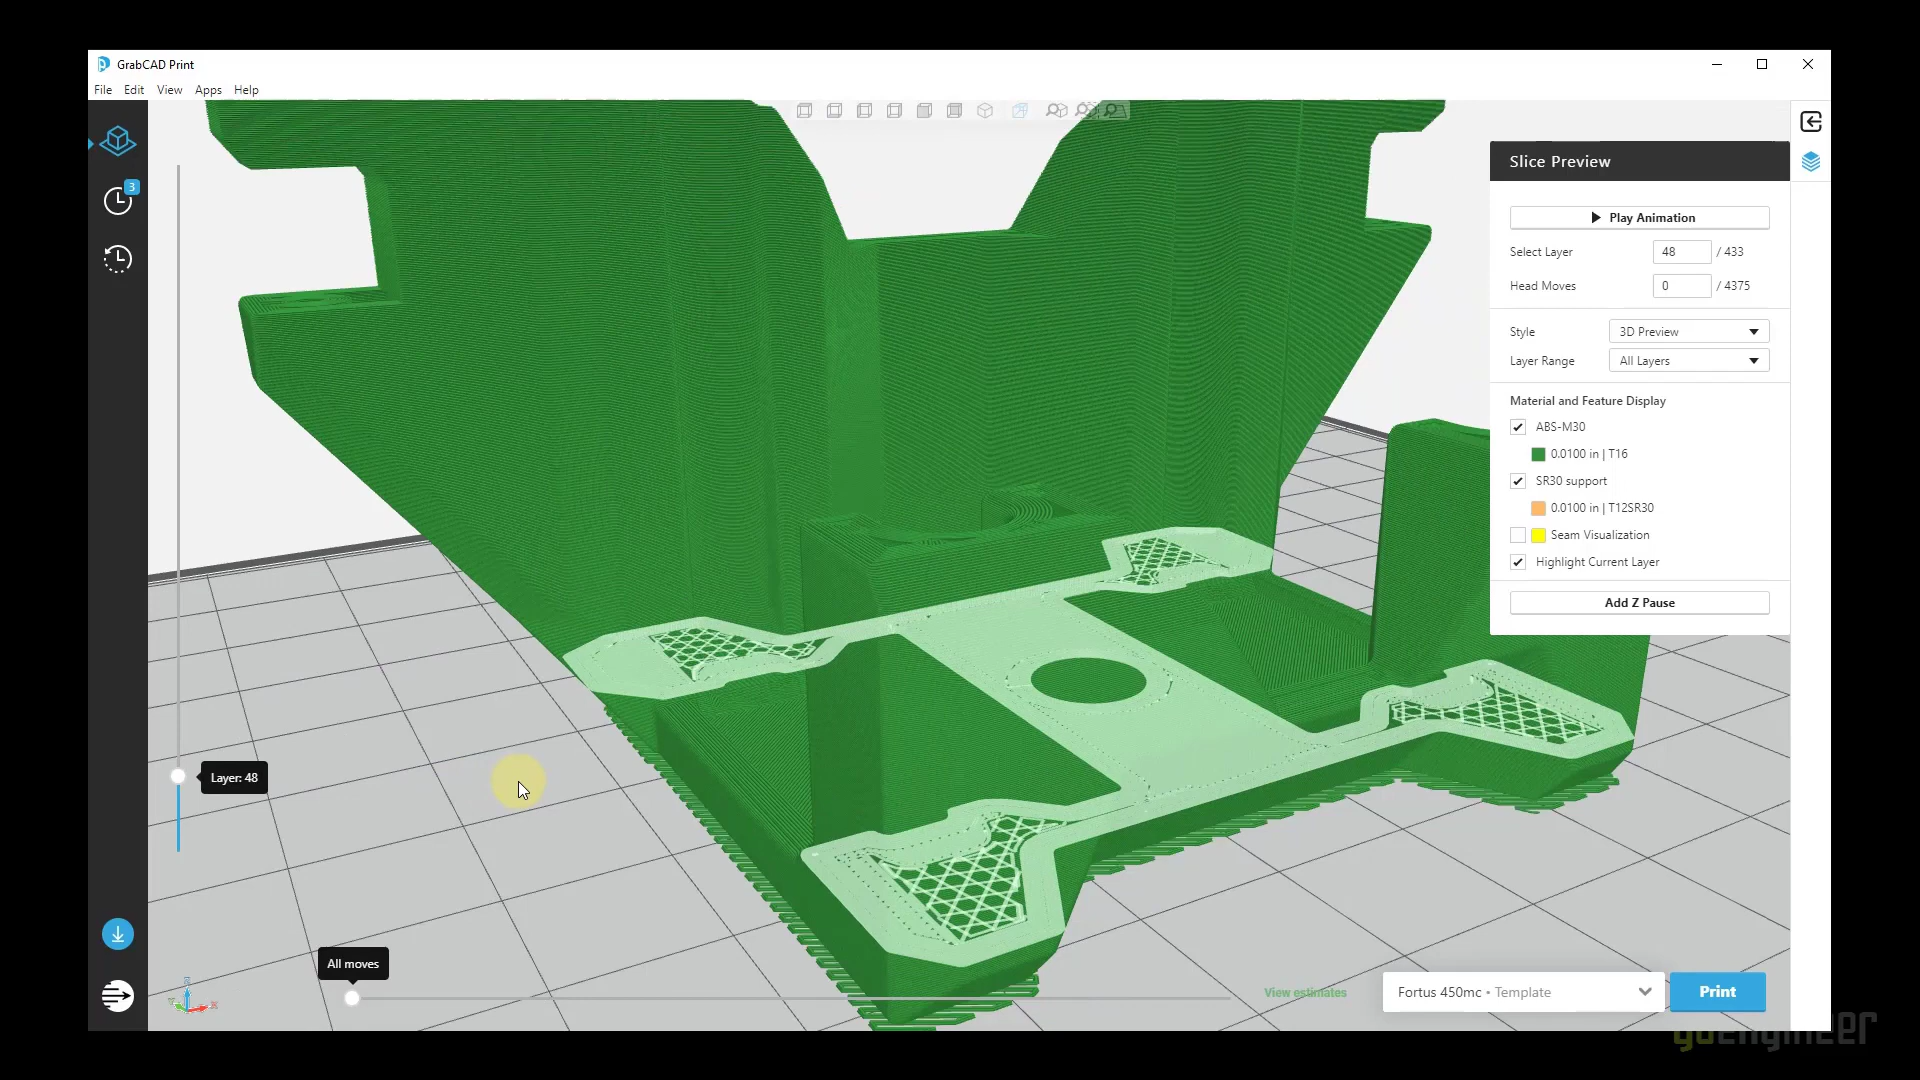 GrabCAD Print
File Edit View Apps Help
3
Slice Preview
Play Animation
Select Layer 48 / 433
Head Moves 0 / 4375
Style 3D Preview
Layer Range All Layers
Material and Feature Display
ABS-M30
0.0100 in | T16
SR30 support
0.0100 in | T12SR30
Seam Visualization
Highlight Current Layer
Add Z Pause
Layer: 48
All moves
Z
Y
X
View estimates
Fortus 450mc • Template
Print
goengineer